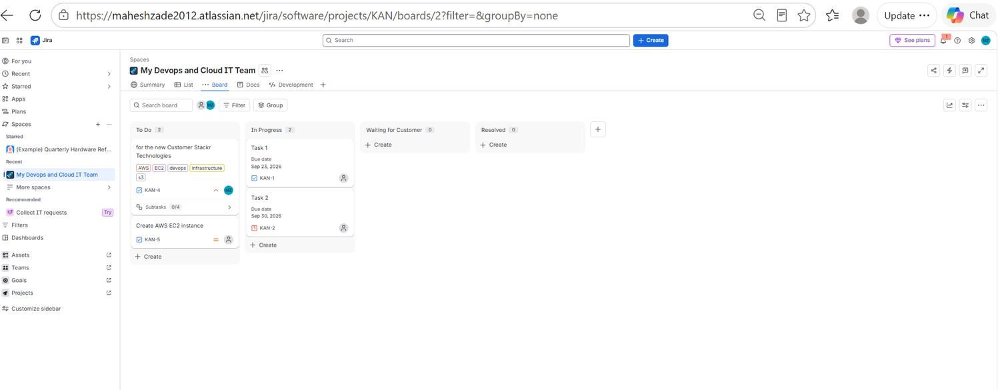 https://maheshzade2012.atlassian.net/jira/software/projects/KAN/boards/2?filter=&groupBy=none
Update
Chat
Jira
Search
Create
See plans
1
MZ
For you
Recent
Starred
Apps
Plans
Spaces
Starred
(Example) Quarterly Hardware Ref...
Recent
My Devops and Cloud IT Team
More spaces
Recommended
Collect IT requests Try
Filters
Dashboards
Assets
Teams
Goals
Projects
Customize sidebar
Spaces
My Devops and Cloud IT Team
Summary List Board Docs Development
Search board MZ Filter Group
To Do 2
for the new Customer Stackr
Technologies
AWS EC2 devops infrastructure
s3
KAN-4 MZ
Subtasks 0/4
Create AWS EC2 instance
KAN-5
Create
In Progress 2
Task 1
Due date
Sep 23, 2026
KAN-1
Task 2
Due date
Sep 30, 2026
KAN-2
Create
Waiting for Customer 0
Create
Resolved 0
Create